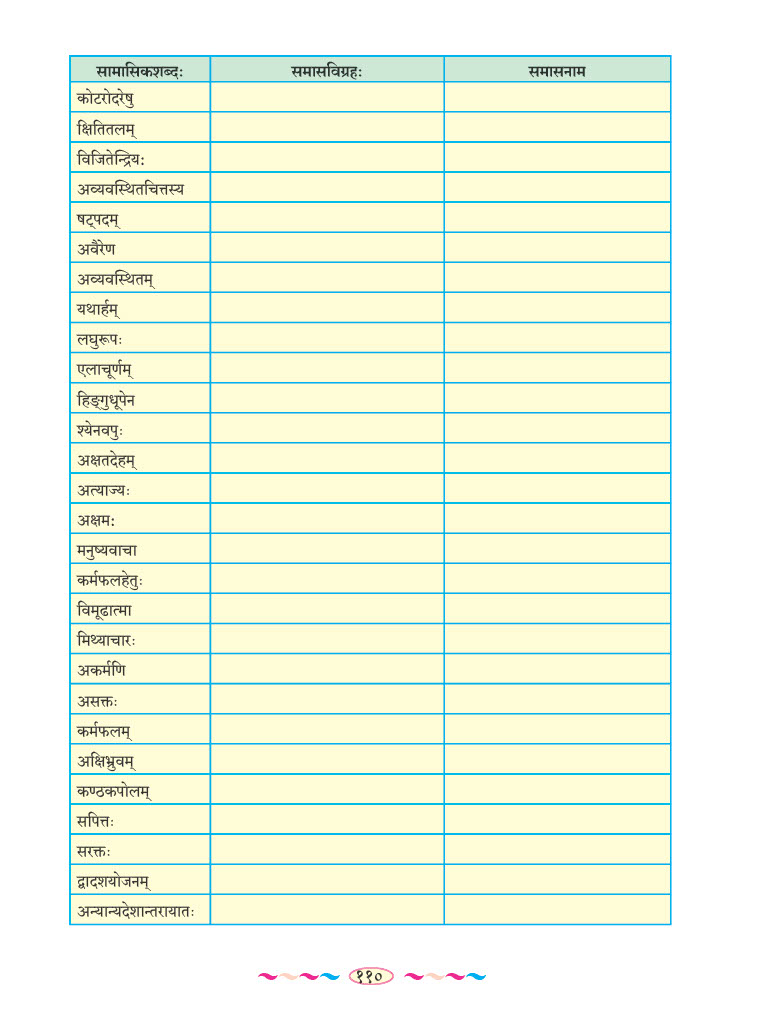 सामासिकशब्दः समासविग्रहः समासनाम
कोटरोदरेषु
क्षितितलम्
विजितेन्द्रियः
अव्यवस्थितचित्तस्य
षट्पदम्
अवैरेण
अव्यवस्थितम्
यथार्हम्
लघुरूपः
एलाचूर्णम्
हिङ्गुधूपेन
श्येनवपुः
अक्षतदेहम्
अत्याज्यः
अक्षमः
मनुष्यवाचा
कर्मफलहेतुः
विमूढात्मा
मिथ्याचारः
अकर्मणि
असक्तः
कर्मफलम्
अक्षिभ्रुवम्
कण्ठकपोलम्
सपित्तः
सरक्तः
द्वादशयोजनम्
अन्यान्यदेशान्तरायातः
११०